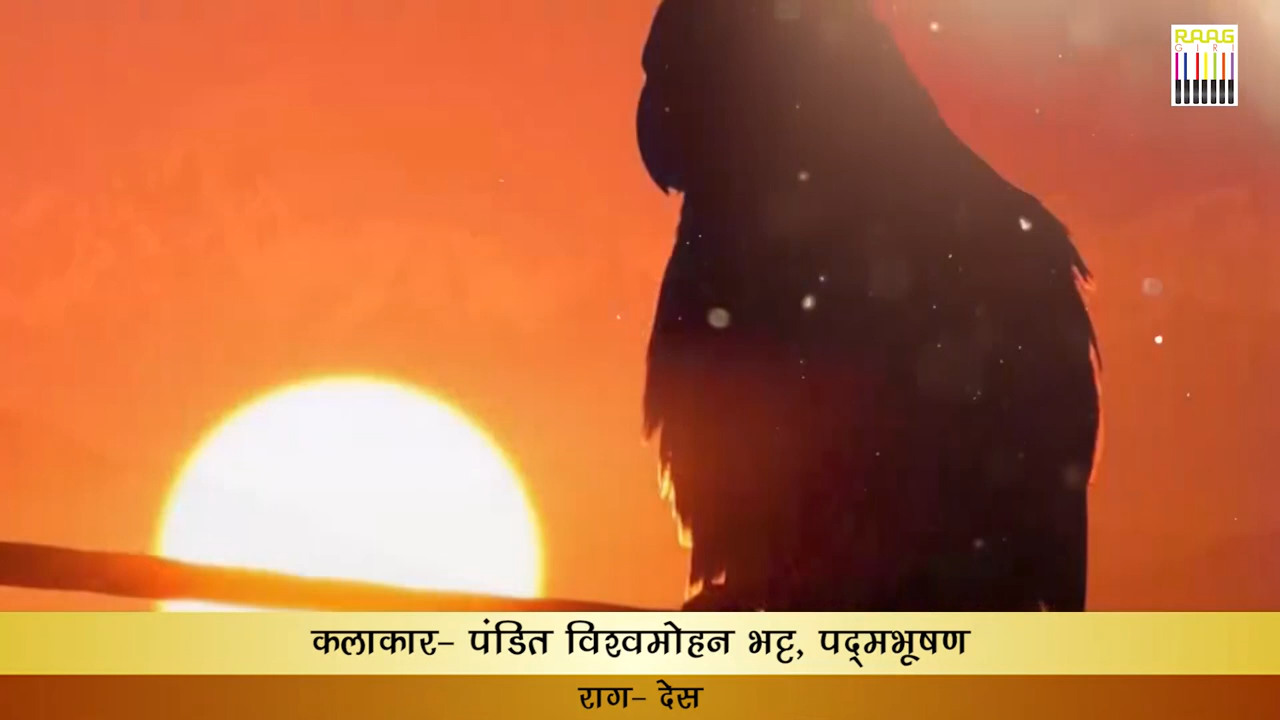 RAAG
GIRI
कलाकार- पंडित विश्वमोहन भट्ट, पद्मभूषण
राग- देस